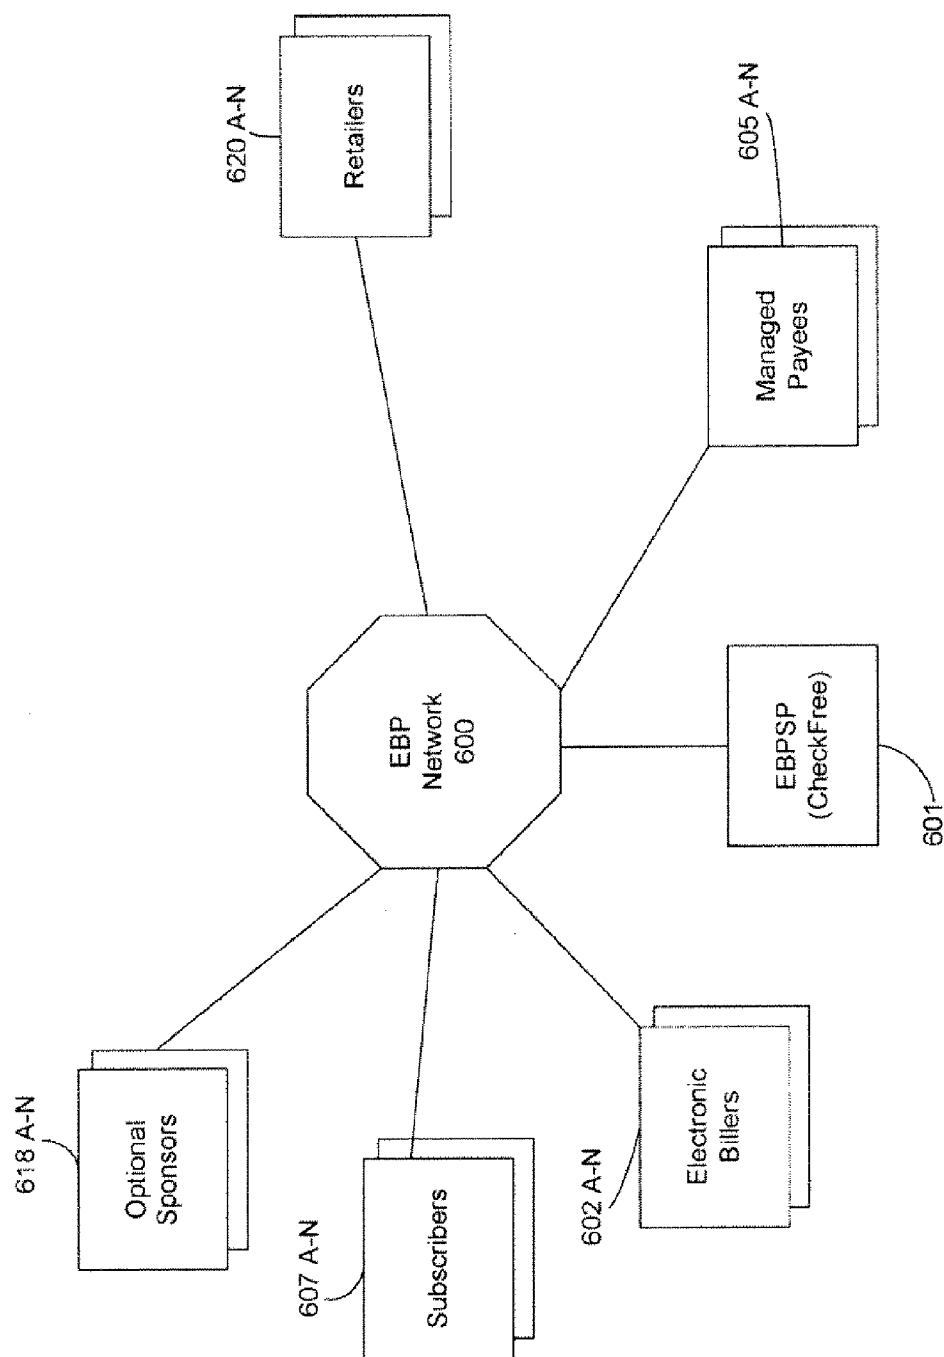 618 A-N
Optional
Sponsors
607 A-N
Subscribers
602 A-N
Electronic
Billers
EBP
Network
600
EBPSP
(CheckFree)
601
620 A-N
Retailers
605 A-N
Managed
Payees